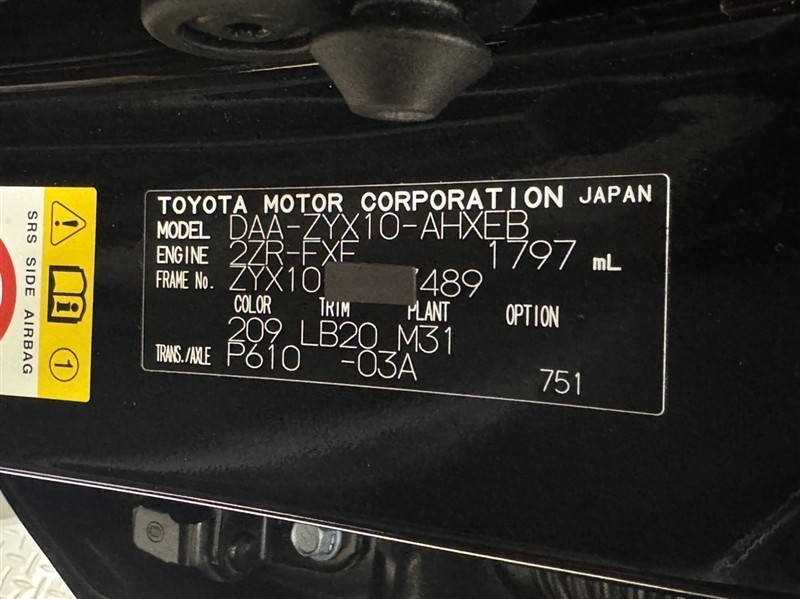 TOYOTA MOTOR CORPORATION JAPAN
MODEL DAA-ZYX10-AHXEB
ENGINE 2ZR-FXE 1797 mL
FRAME No. ZYX10 489
COLOR TRIM PLANT OPTION
209 LB20 M31
TRANS./AXLE P610 -03A
751
SRS SIDE AIRBAG
1